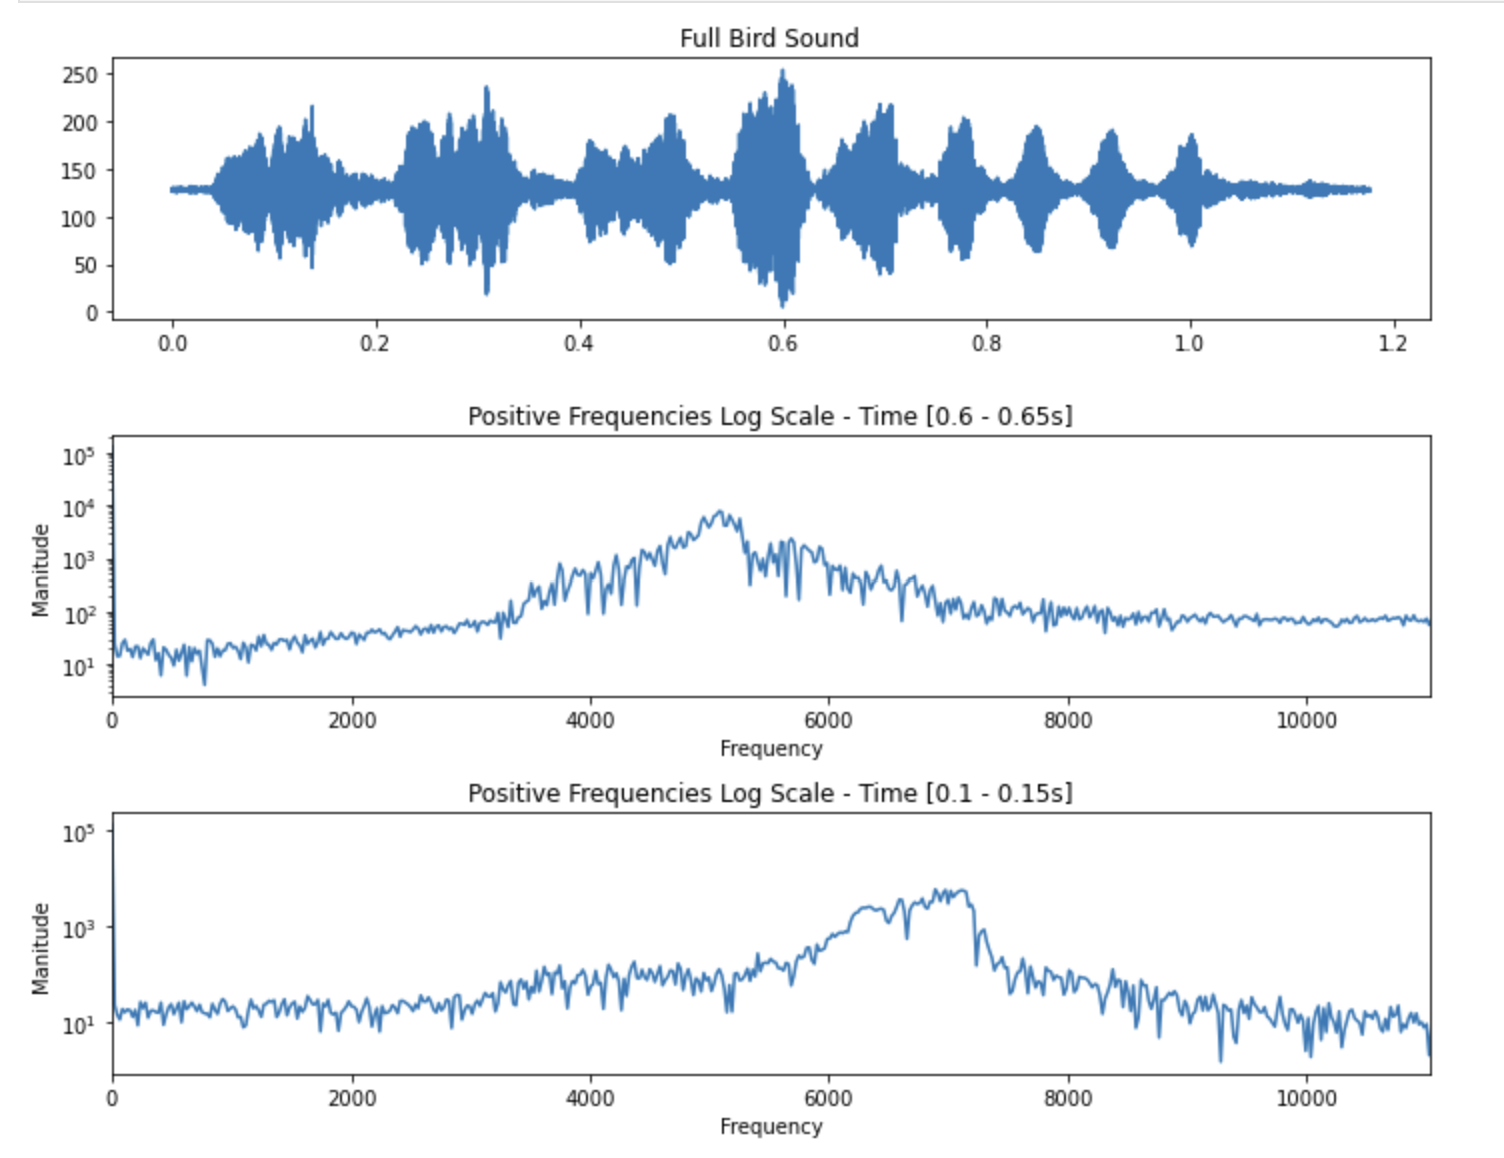 Full Bird Sound
250
200
150
100
50
0
0.0 0.2 0.4 0.6 0.8 1.0 1.2
Positive Frequencies Log Scale - Time [0.6 - 0.65s]
10⁵
10⁴
10³
10²
10¹
Manitude
0 2000 4000 6000 8000 10000
Frequency
Positive Frequencies Log Scale - Time [0.1 - 0.15s]
10⁵
10³
10¹
Manitude
0 2000 4000 6000 8000 10000
Frequency